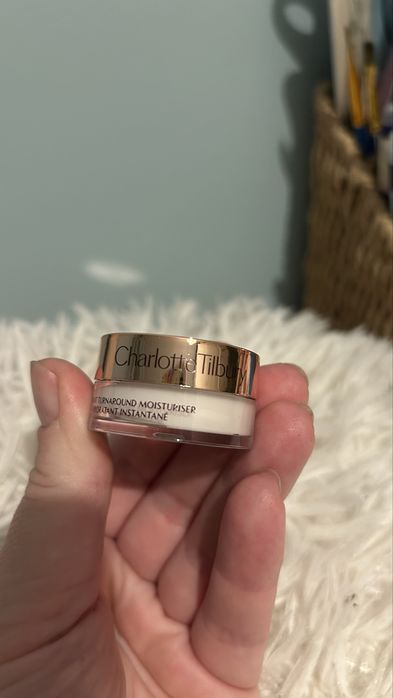 Charlotte Tilbury
TURNAROUND MOISTURISER
INSTANTANÉ